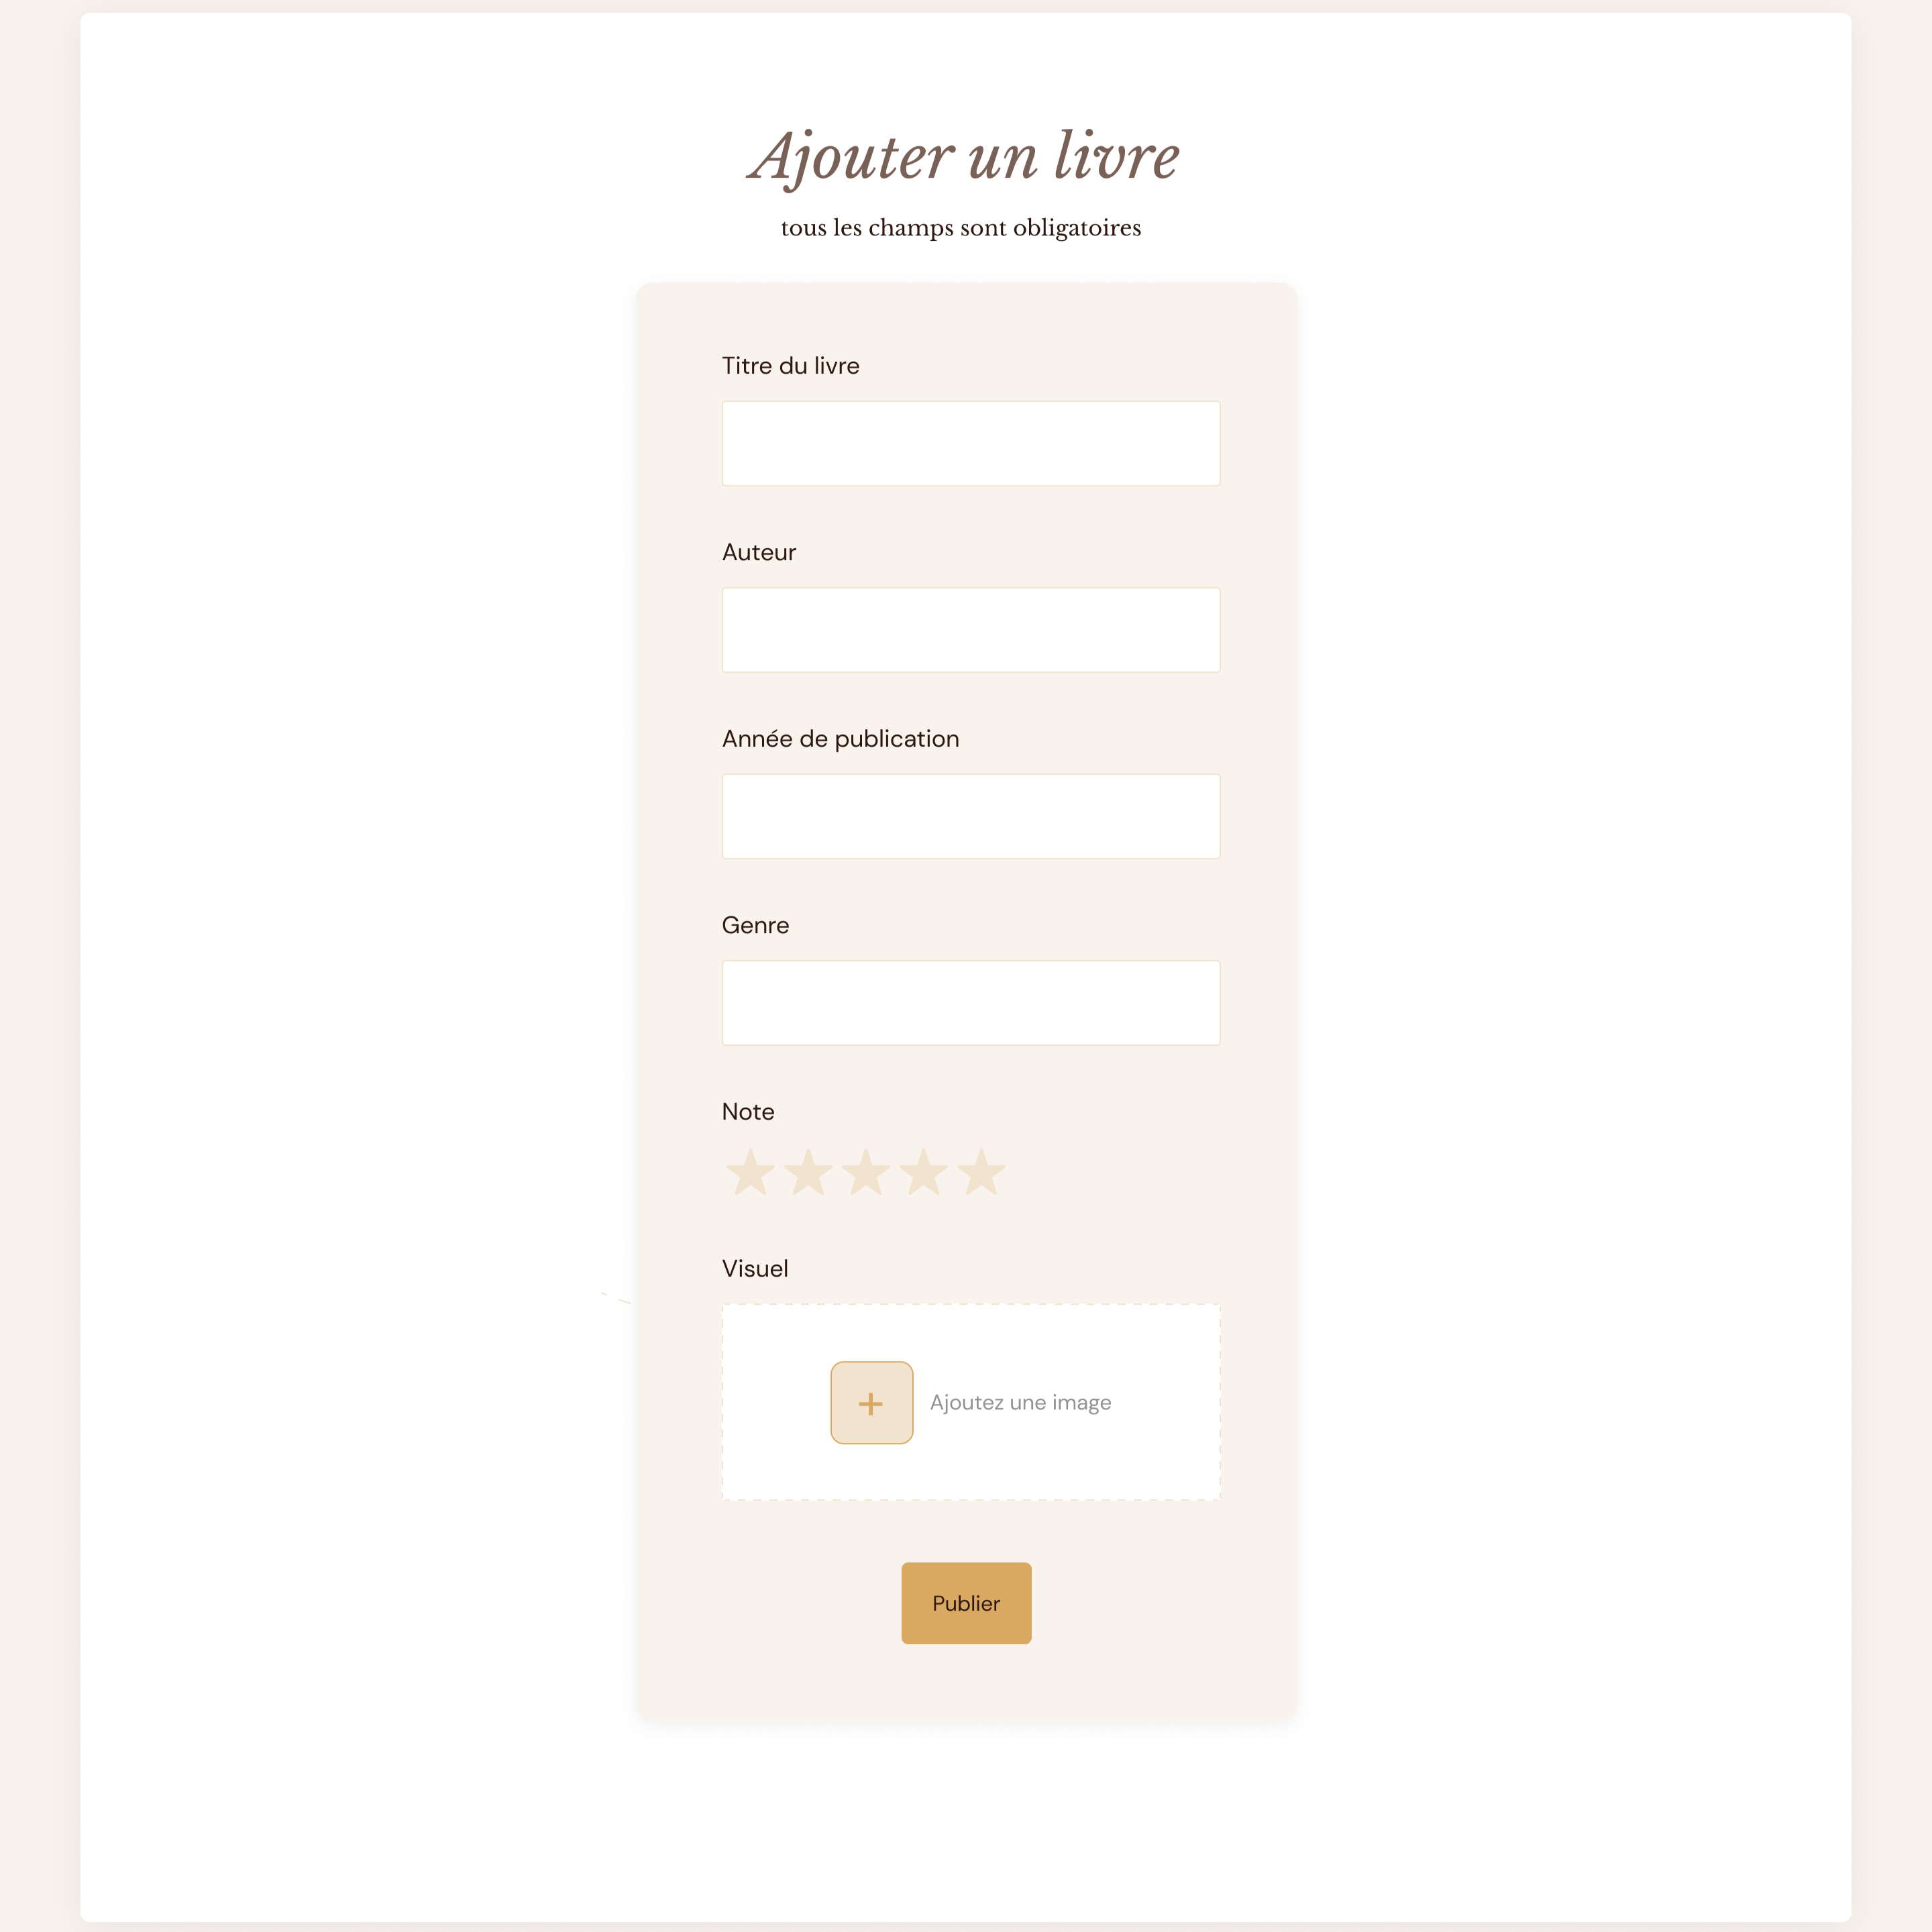 Ajouter un livre
tous les champs sont obligatoires
Titre du livre
Auteur
Année de publication
Genre
Note
Visuel
+ Ajoutez une image
Publier